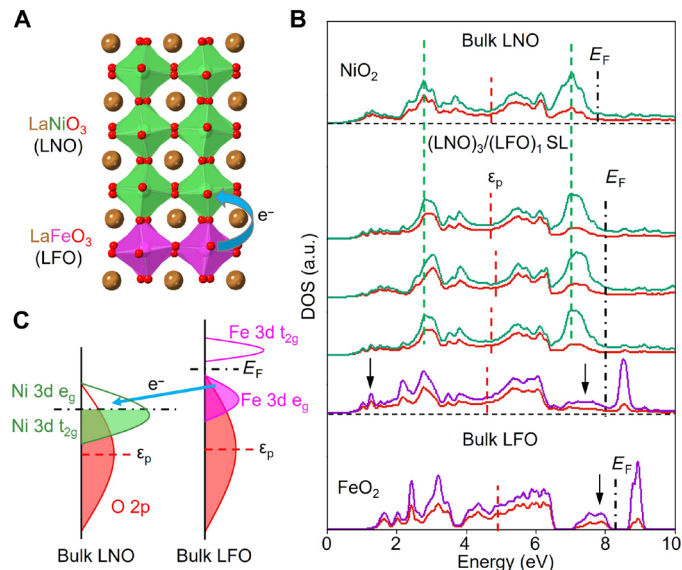 A
LaNiO3
(LNO)
LaFeO3
(LFO)
e−
B
Bulk LNO
NiO2
EF
(LNO)3/(LFO)1 SL
εp
EF
DOS (a.u.)
Bulk LFO
FeO2
EF
0 2 4 6 8 10
Energy (eV)
C
Fe 3d t2g
EF
Ni 3d eg
e−
Fe 3d eg
Ni 3d t2g
εp
εp
O 2p
Bulk LNO
Bulk LFO